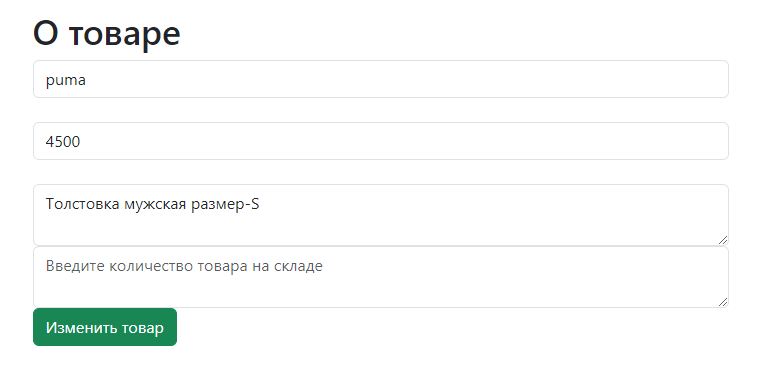 О товаре
puma
4500
Толстовка мужская размер-S
Введите количество товара на складе
Изменить товар